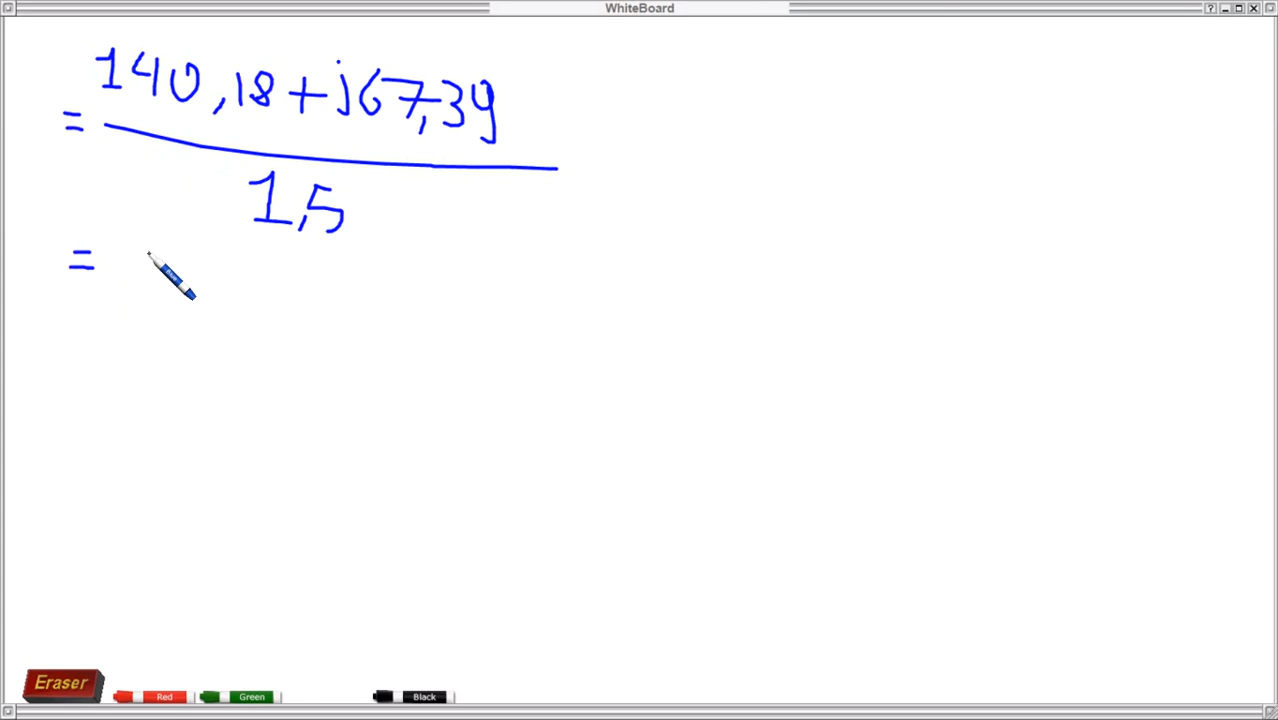 WhiteBoard
140,18+j67,39
=
1,5
=
Eraser
Red
Green
Black